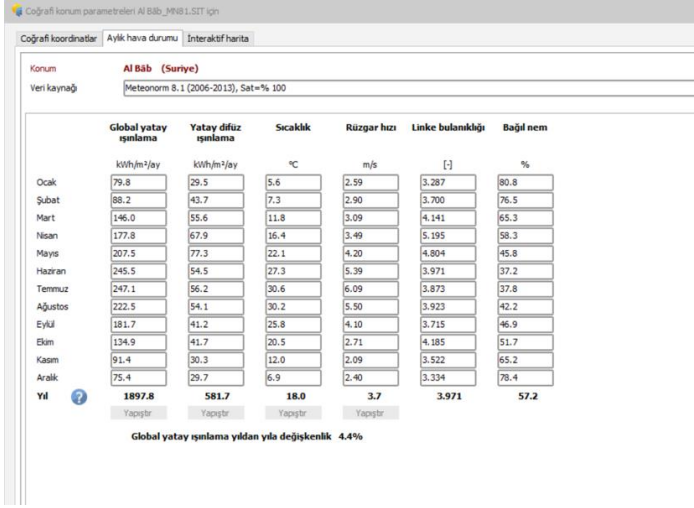 Coğrafi konum parametreleri Al Bāb_MN81.SIT için
Coğrafi koordinatlar Aylık hava durumu İnteraktif harita
Konum Al Bāb (Suriye)
Veri kaynağı Meteonorm 8.1 (2006-2013), Sat=% 100
Global yatay ışınlama Yatay difüz ışınlama Sıcaklık Rüzgar hızı Linke bulanıklığı Bağıl nem
kWh/m²/ay kWh/m²/ay °C m/s [-] %
Ocak 79.8 29.5 5.6 2.59 3.287 80.8
Şubat 88.2 43.7 7.3 2.90 3.700 76.5
Mart 146.0 55.6 11.8 3.09 4.141 65.3
Nisan 177.8 67.9 16.4 3.49 5.195 58.3
Mayıs 207.5 77.3 22.1 4.20 4.804 45.8
Haziran 245.5 54.5 27.3 5.39 3.971 37.2
Temmuz 247.1 56.2 30.6 6.09 3.873 37.8
Ağustos 222.5 54.1 30.2 5.50 3.923 42.2
Eylül 181.7 41.2 25.8 4.10 3.715 46.9
Ekim 134.9 41.7 20.5 2.71 4.185 51.7
Kasım 91.4 30.3 12.0 2.09 3.522 65.2
Aralık 75.4 29.7 6.9 2.40 3.334 78.4
Yıl ? 1897.8 581.7 18.0 3.7 3.971 57.2
Yapıştır Yapıştır Yapıştır Yapıştır
Global yatay ışınlama yıldan yıla değişkenlik 4.4%